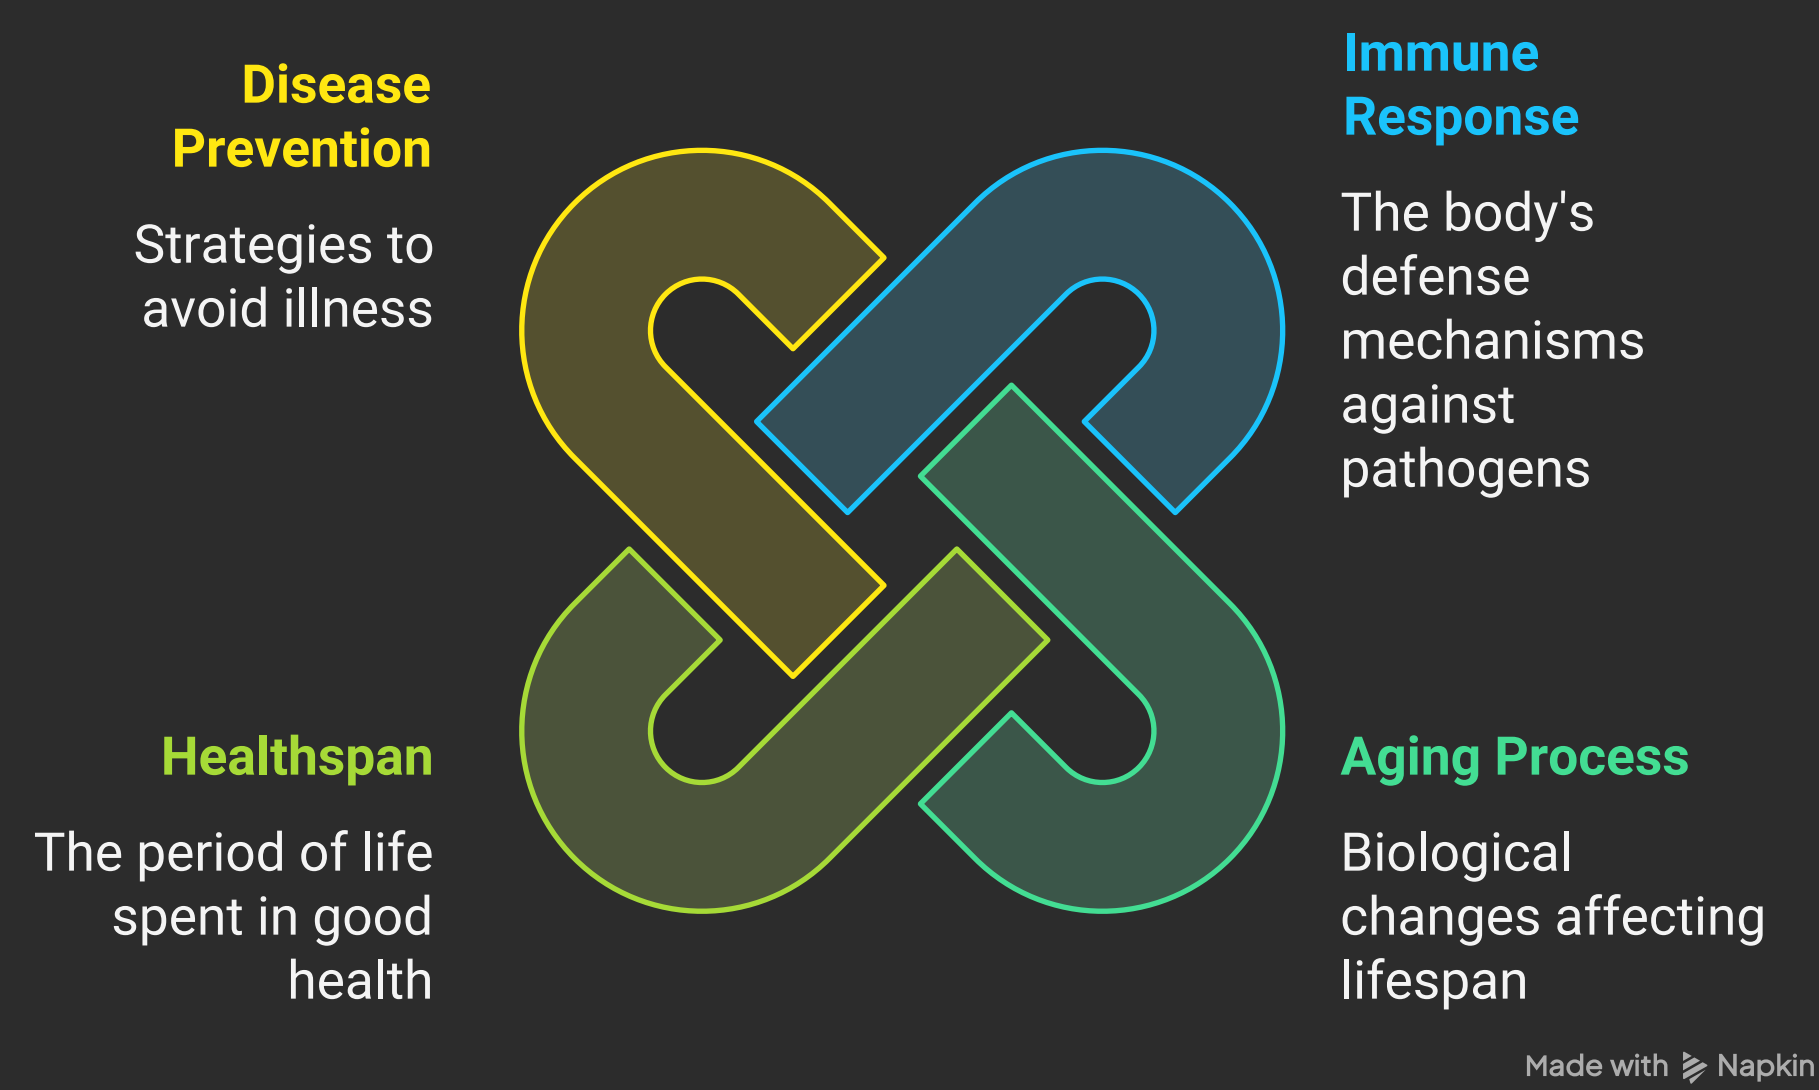 Disease
Prevention
Strategies to
avoid illness
Immune
Response
The body's
defense
mechanisms
against
pathogens
Healthspan
The period of life
spent in good
health
Aging Process
Biological
changes affecting
lifespan
Made with Napkin